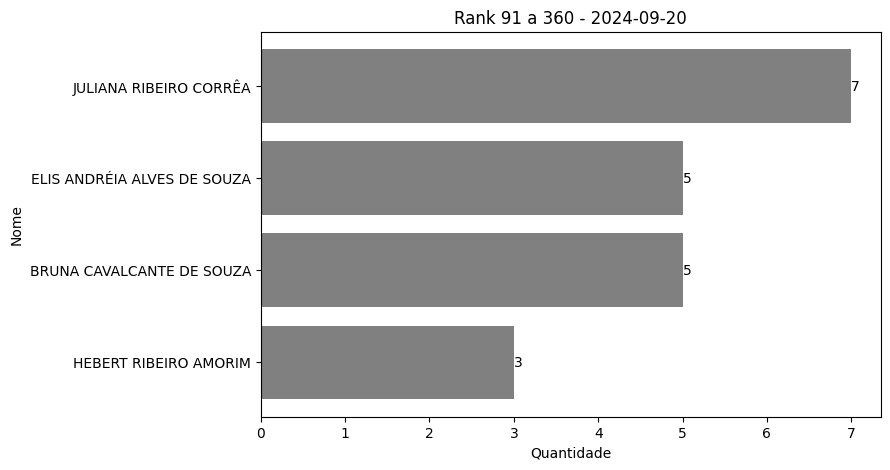 Rank 91 a 360 - 2024-09-20
JULIANA RIBEIRO CORRÊA
7
ELIS ANDRÉIA ALVES DE SOUZA
5
BRUNA CAVALCANTE DE SOUZA
5
HEBERT RIBEIRO AMORIM
3
Nome
0 1 2 3 4 5 6 7
Quantidade